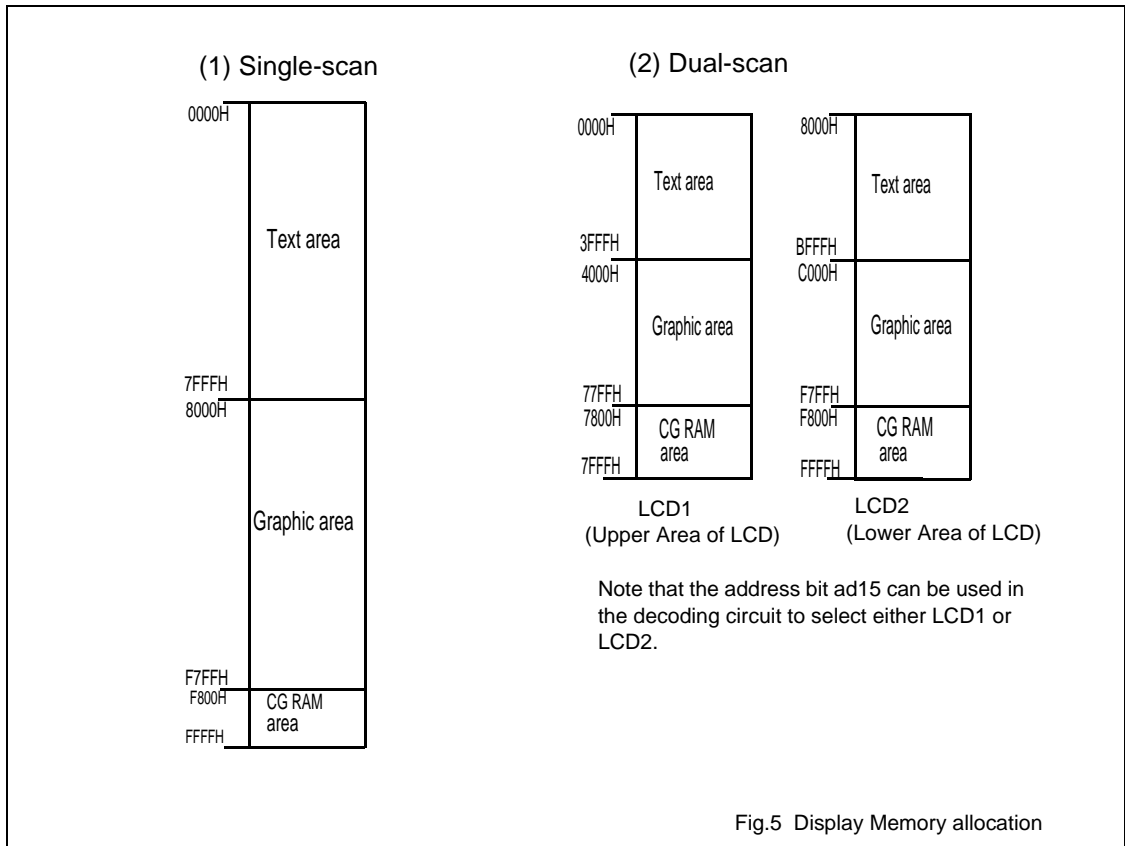 (1) Single-scan
0000H
Text area
7FFFH
8000H
Graphic area
F7FFH
F800H
CG RAM
area
FFFFH
(2) Dual-scan
0000H
Text area
3FFFH
4000H
Graphic area
77FFH
7800H
CG RAM
area
7FFFH
LCD1
(Upper Area of LCD)
8000H
Text area
BFFFH
C000H
Graphic area
F7FFH
F800H
CG RAM
area
FFFFH
LCD2
(Lower Area of LCD)
Note that the address bit ad15 can be used in
the decoding circuit to select either LCD1 or
LCD2.
Fig.5 Display Memory allocation